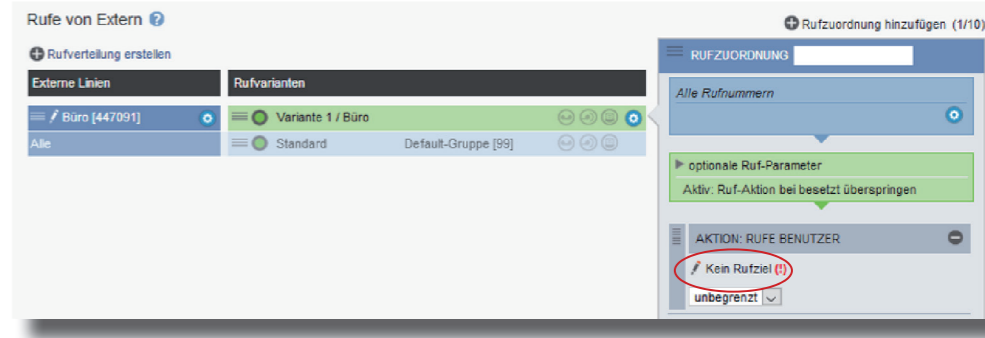 Rufe von Extern ?
Rufzuordnung hinzufügen (1/10)
Rufverteilung erstellen
RUFZUORDNUNG
Externe Linien
Rufvarianten
Alle Rufnummern
Büro [447091]
Variante 1 / Büro
Alle
Standard Default-Gruppe [99]
optionale Ruf-Parameter
Aktiv: Ruf-Aktion bei besetzt überspringen
AKTION: RUFE BENUTZER
Kein Rufziel (!)
unbegrenzt